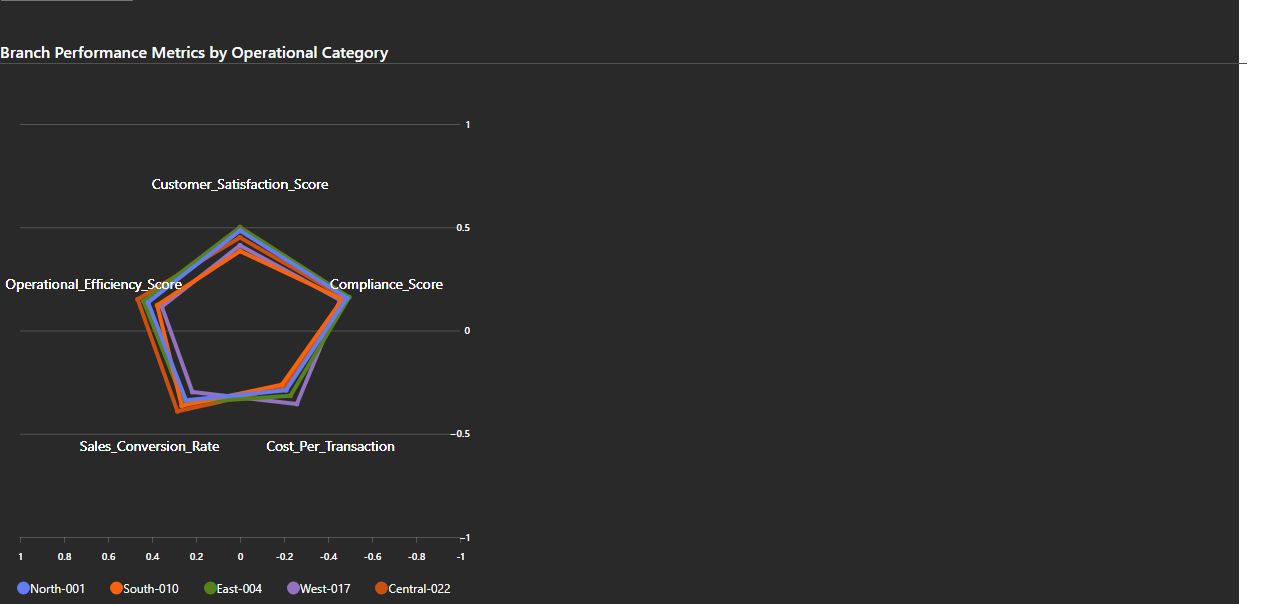 Branch Performance Metrics by Operational Category
1
Customer_Satisfaction_Score
0.5
Operational_Efficiency_Score Compliance_Score
0
−0.5
Sales_Conversion_Rate Cost_Per_Transaction
−1
1 0.8 0.6 0.4 0.2 0 -0.2 -0.4 -0.6 -0.8 -1
North-001 South-010 East-004 West-017 Central-022